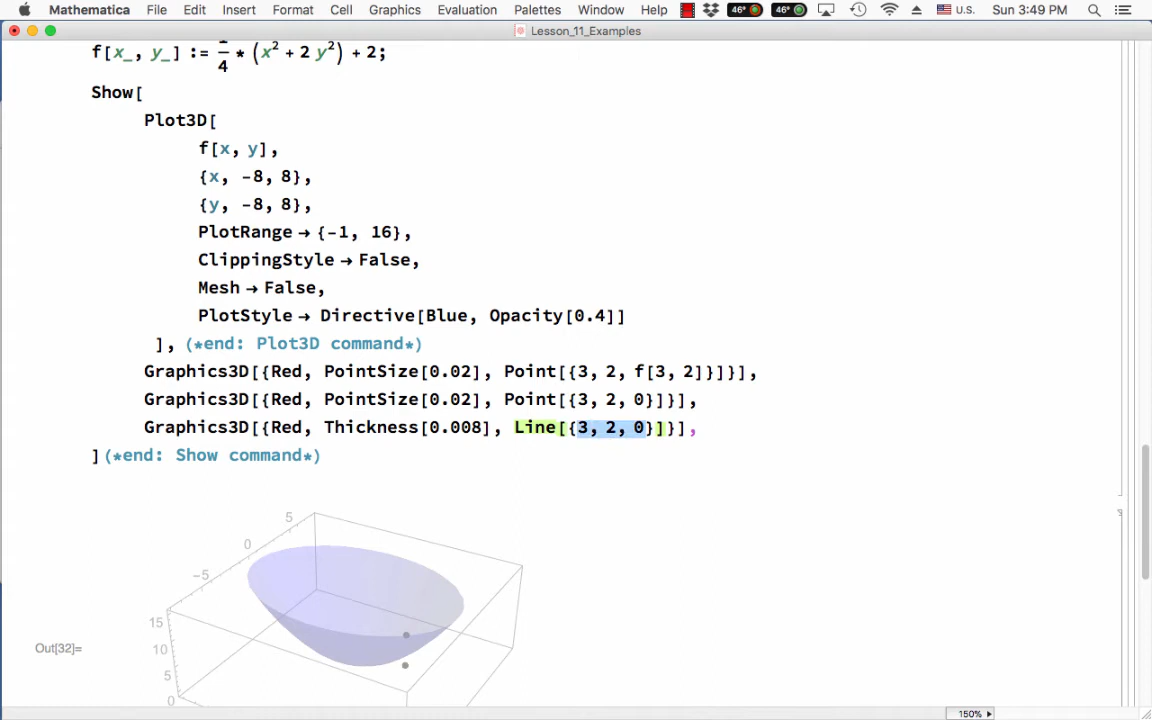 Mathematica File Edit Insert Format Cell Graphics Evaluation Palettes Window Help 46° 46° U.S. Sun 3:49 PM
Lesson_11_Examples
f[x_, y_] := 1/4 * (x² + 2 y²) + 2;
Show[
Plot3D[
f[x, y],
{x, -8, 8},
{y, -8, 8},
PlotRange → {-1, 16},
ClippingStyle → False,
Mesh → False,
PlotStyle → Directive[Blue, Opacity[0.4]]
], (*end: Plot3D command*)
Graphics3D[{Red, PointSize[0.02], Point[{3, 2, f[3, 2]}]}],
Graphics3D[{Red, PointSize[0.02], Point[{3, 2, 0}]}],
Graphics3D[{Red, Thickness[0.008], Line[{3, 2, 0}]}],
](*end: Show command*)
5
0
-5
15
10
5
0
Out[32]=
150%